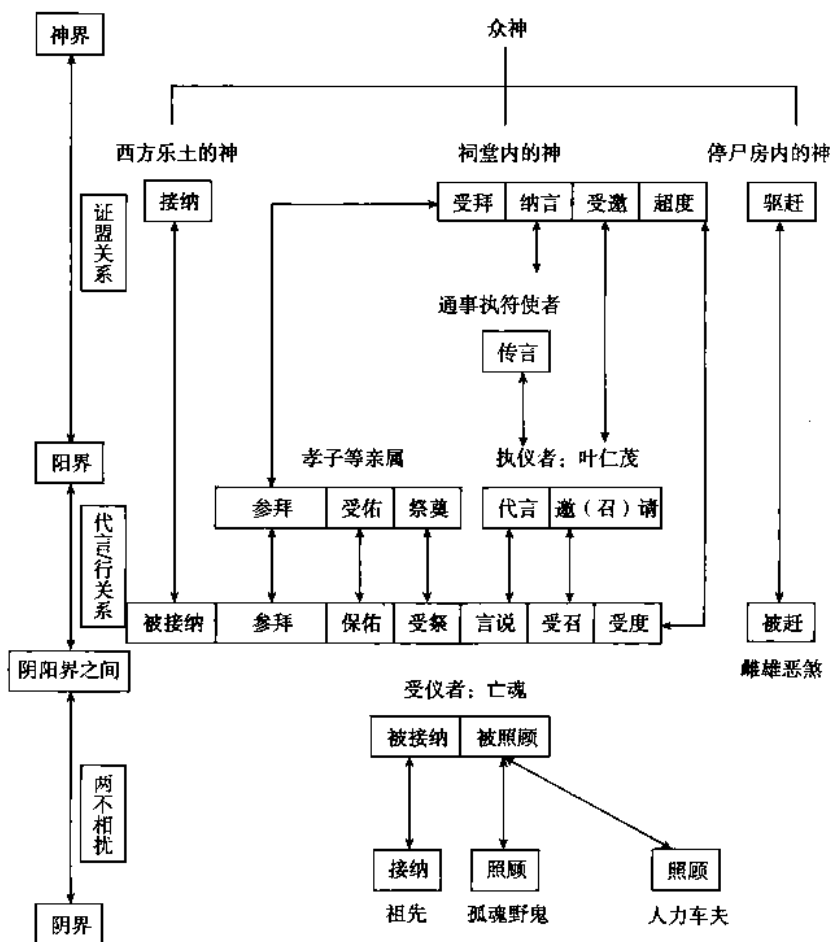 神界
众神
西方乐土的神 祠堂内的神 停尸房内的神
接纳 受拜 纳言 受邀 超度 驱赶
证盟关系
通事执符使者
传言
阳界 孝子等亲属 执仪者：叶仁茂
参拜 受佑 祭奠 代言 邀（召）请
代言/行关系
被接纳 参拜 保佑 受祭 言说 受召 受度 被赶
阴阳界之间 雌雄恶煞
受仪者：亡魂
被接纳 被照顾
两不相扰
接纳 照顾 照顾
祖先 孤魂野鬼 人力车夫
阴界